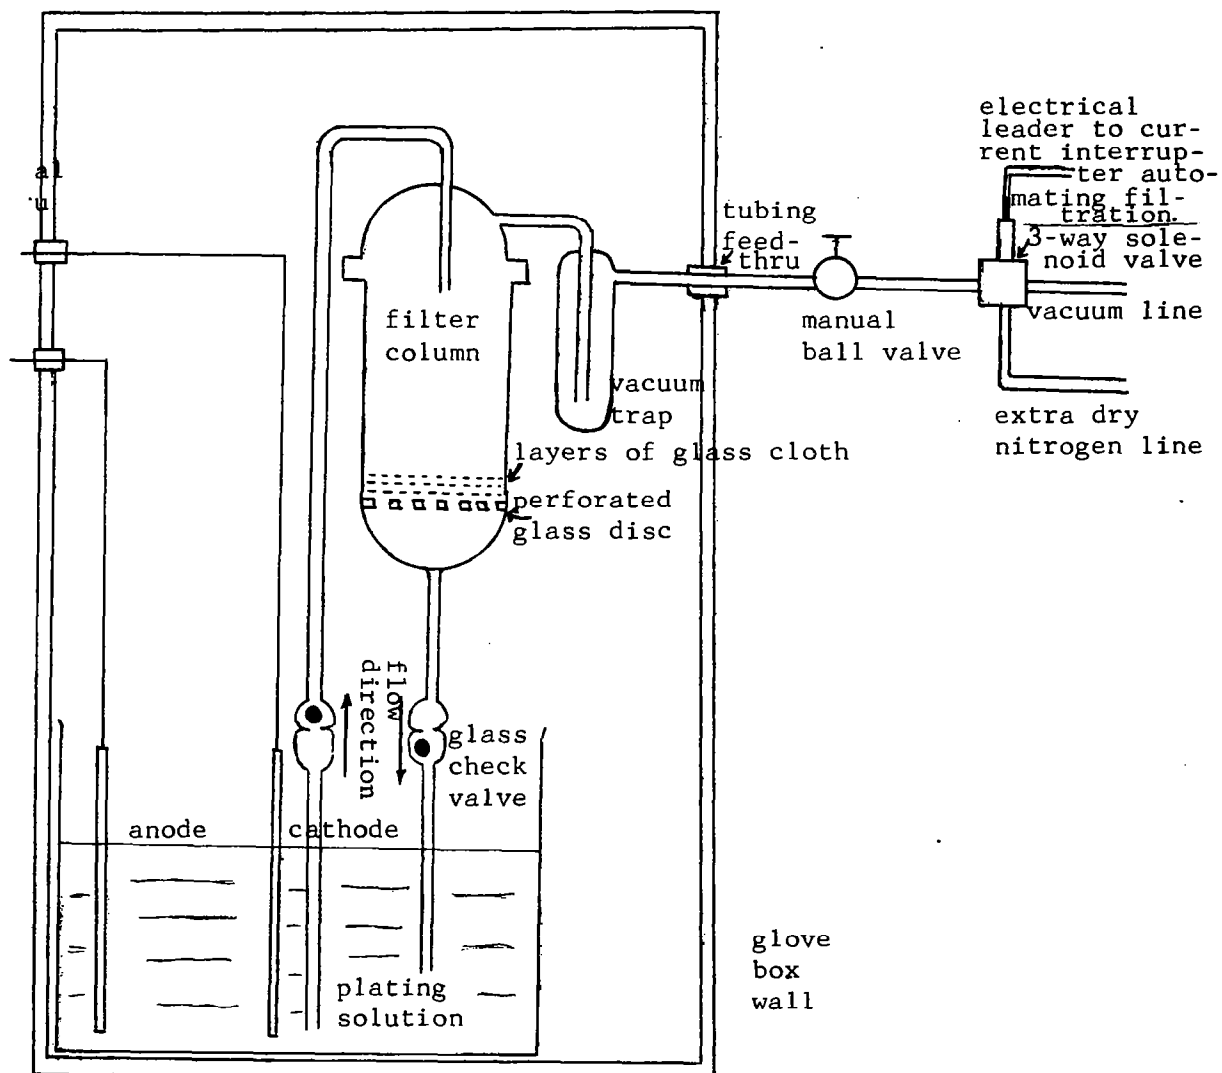 electrical
leader to cur-
rent interrup-
ter auto-
mating fil-
tration.
3-way sole-
noid valve
vacuum line
extra dry
nitrogen line
tubing
feed-
thru
manual
ball valve
al
u
filter
column
vacuum
trap
layers of glass cloth
perforated
glass disc
flow
direction
glass
check
valve
anode
cathode
plating
solution
glove
box
wall